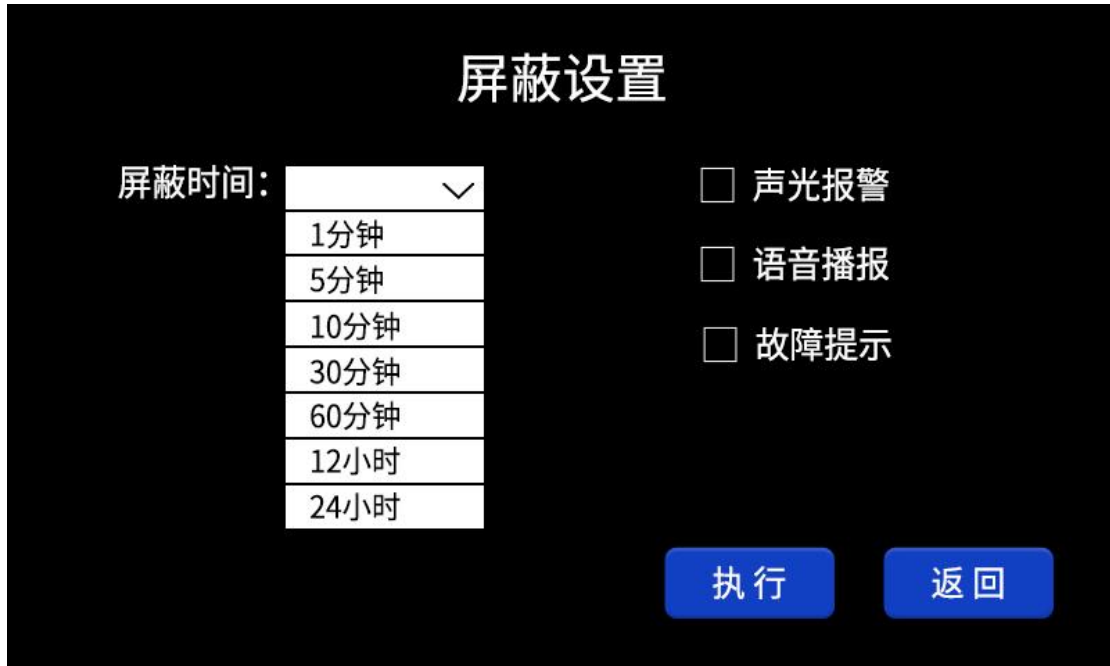 屏蔽设置
屏蔽时间：
1分钟
5分钟
10分钟
30分钟
60分钟
12小时
24小时
声光报警
语音播报
故障提示
执行
返回